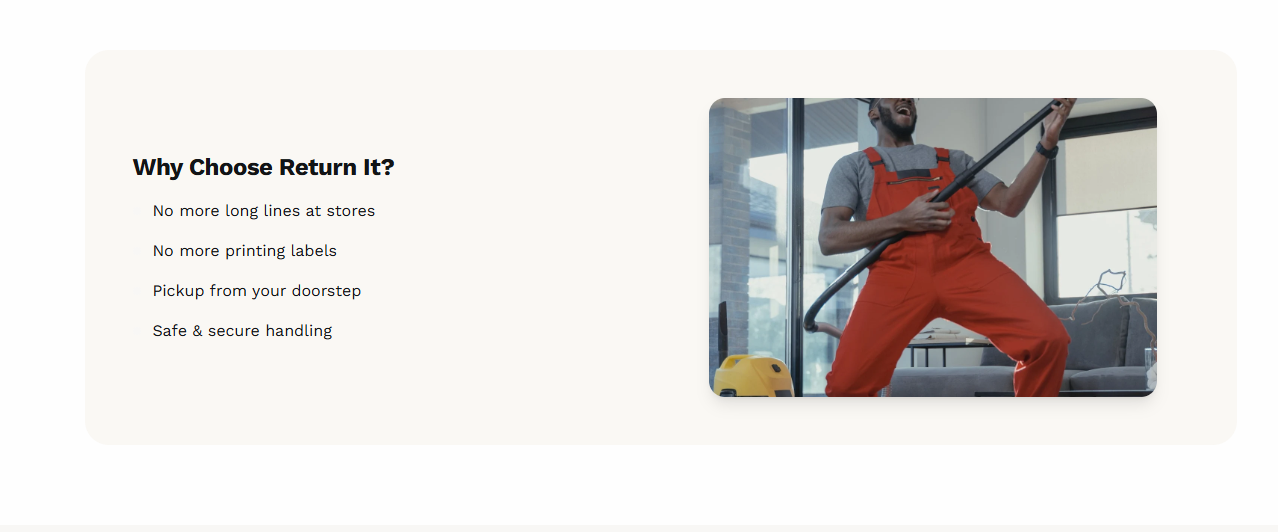 Why Choose Return It?
No more long lines at stores
No more printing labels
Pickup from your doorstep
Safe & secure handling